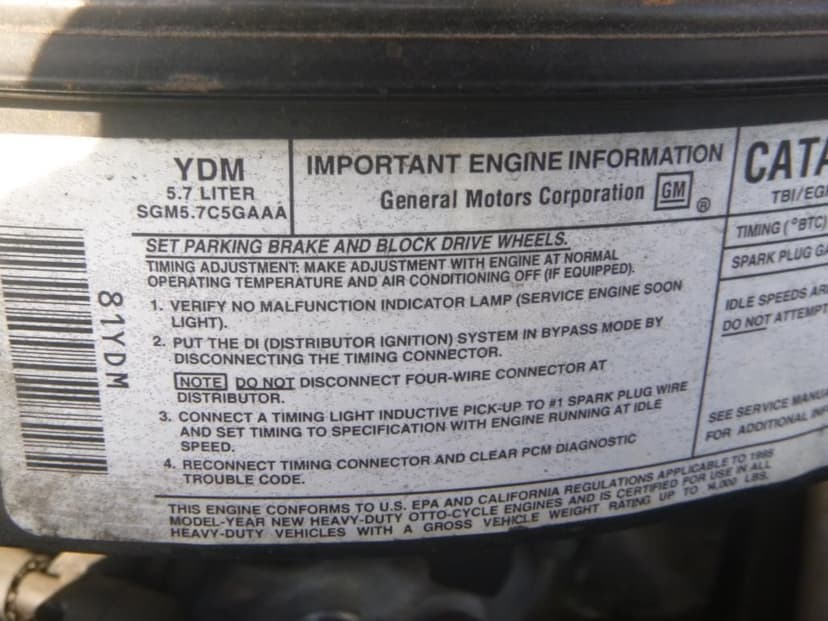 YDM
5.7 LITER
SGM5.7C5GAAA
IMPORTANT ENGINE INFORMATION
General Motors Corporation GM ®
81YDM
SET PARKING BRAKE AND BLOCK DRIVE WHEELS.
TIMING ADJUSTMENT: MAKE ADJUSTMENT WITH ENGINE AT NORMAL
OPERATING TEMPERATURE AND AIR CONDITIONING OFF (IF EQUIPPED).
1. VERIFY NO MALFUNCTION INDICATOR LAMP (SERVICE ENGINE SOON
LIGHT).
2. PUT THE DI (DISTRIBUTOR IGNITION) SYSTEM IN BYPASS MODE BY
DISCONNECTING THE TIMING CONNECTOR.
NOTE DO NOT DISCONNECT FOUR-WIRE CONNECTOR AT
DISTRIBUTOR.
3. CONNECT A TIMING LIGHT INDUCTIVE PICK-UP TO #1 SPARK PLUG WIRE
AND SET TIMING TO SPECIFICATION WITH ENGINE RUNNING AT IDLE
SPEED.
4. RECONNECT TIMING CONNECTOR AND CLEAR PCM DIAGNOSTIC
TROUBLE CODE.
THIS ENGINE CONFORMS TO U.S. EPA AND CALIFORNIA REGULATIONS APPLICABLE TO 1995
MODEL-YEAR NEW HEAVY-DUTY OTTO-CYCLE ENGINES AND IS CERTIFIED FOR USE IN ALL
HEAVY-DUTY VEHICLES WITH A GROSS VEHICLE WEIGHT RATING UP TO 14,000 LBS.
CATA
TBI/EG
TIMING (°BTC)
SPARK PLUG GA
IDLE SPEEDS AR
DO NOT ATTEMPT
SEE SERVICE MANU
FOR ADDITIONAL INF